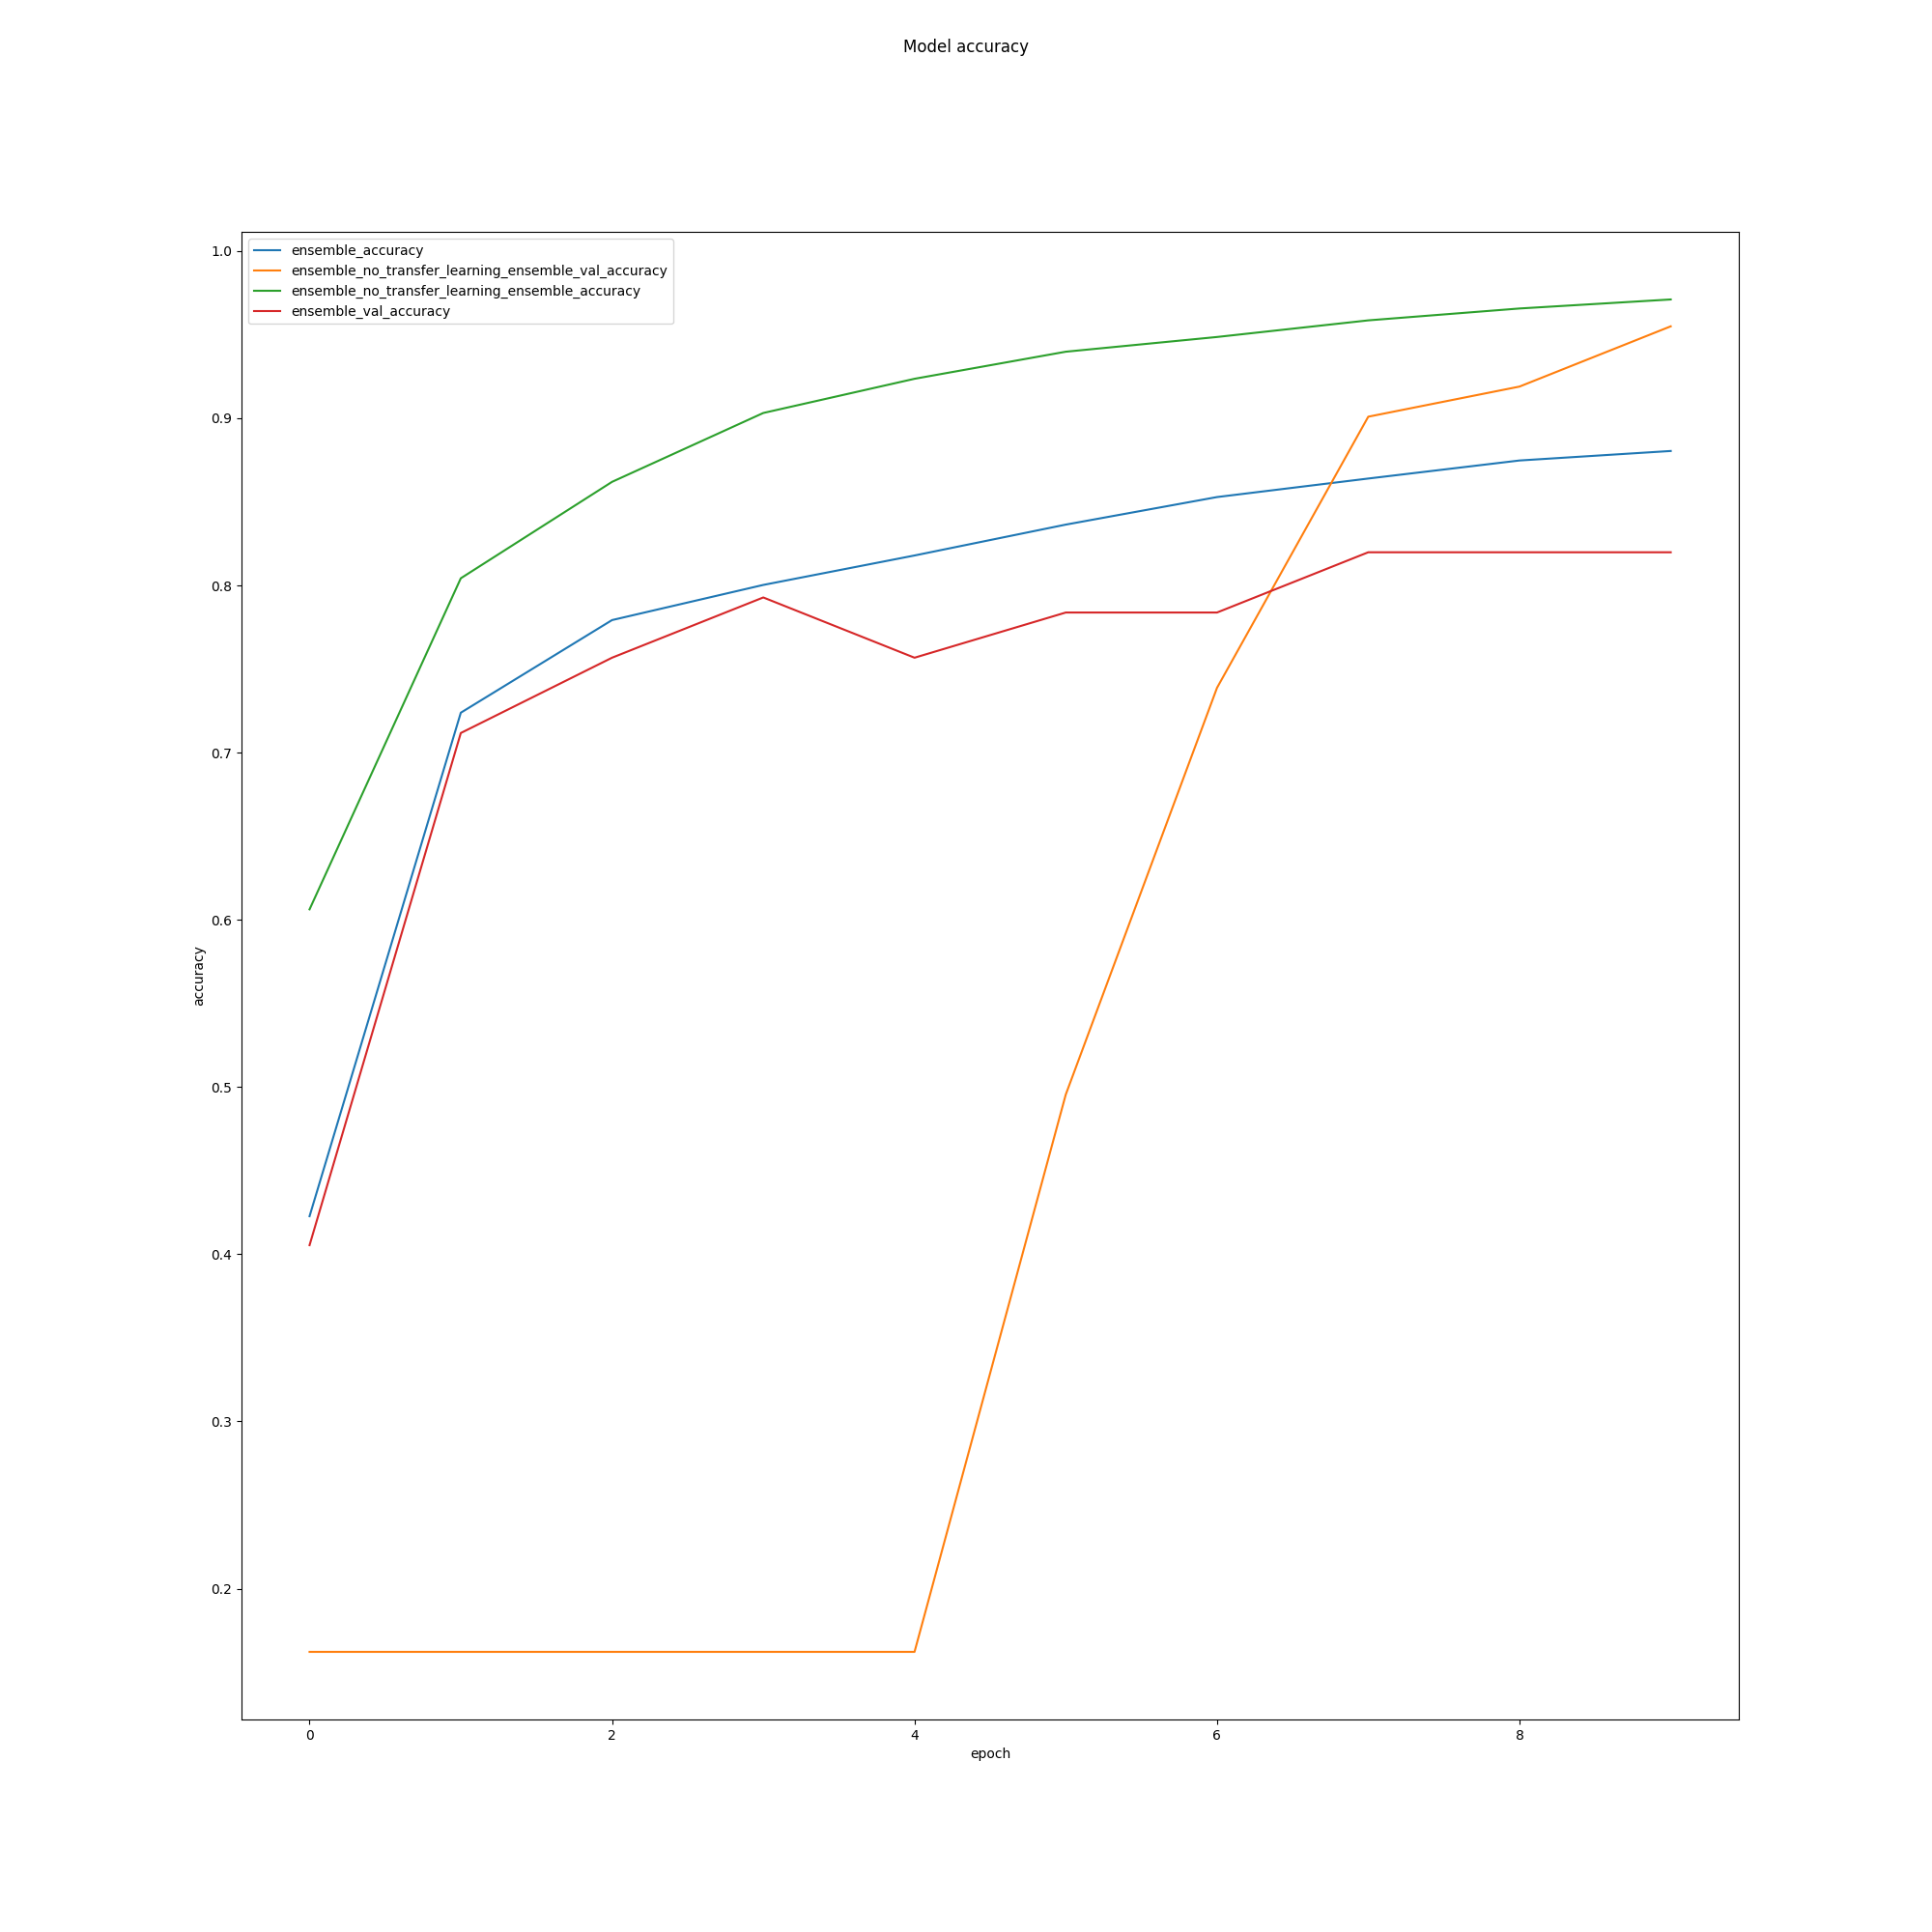 Model accuracy
ensemble_accuracy
ensemble_no_transfer_learning_ensemble_val_accuracy
ensemble_no_transfer_learning_ensemble_accuracy
ensemble_val_accuracy
1.0
0.9
0.8
0.7
0.6
0.5
0.4
0.3
0.2
accuracy
0 2 4 6 8
epoch